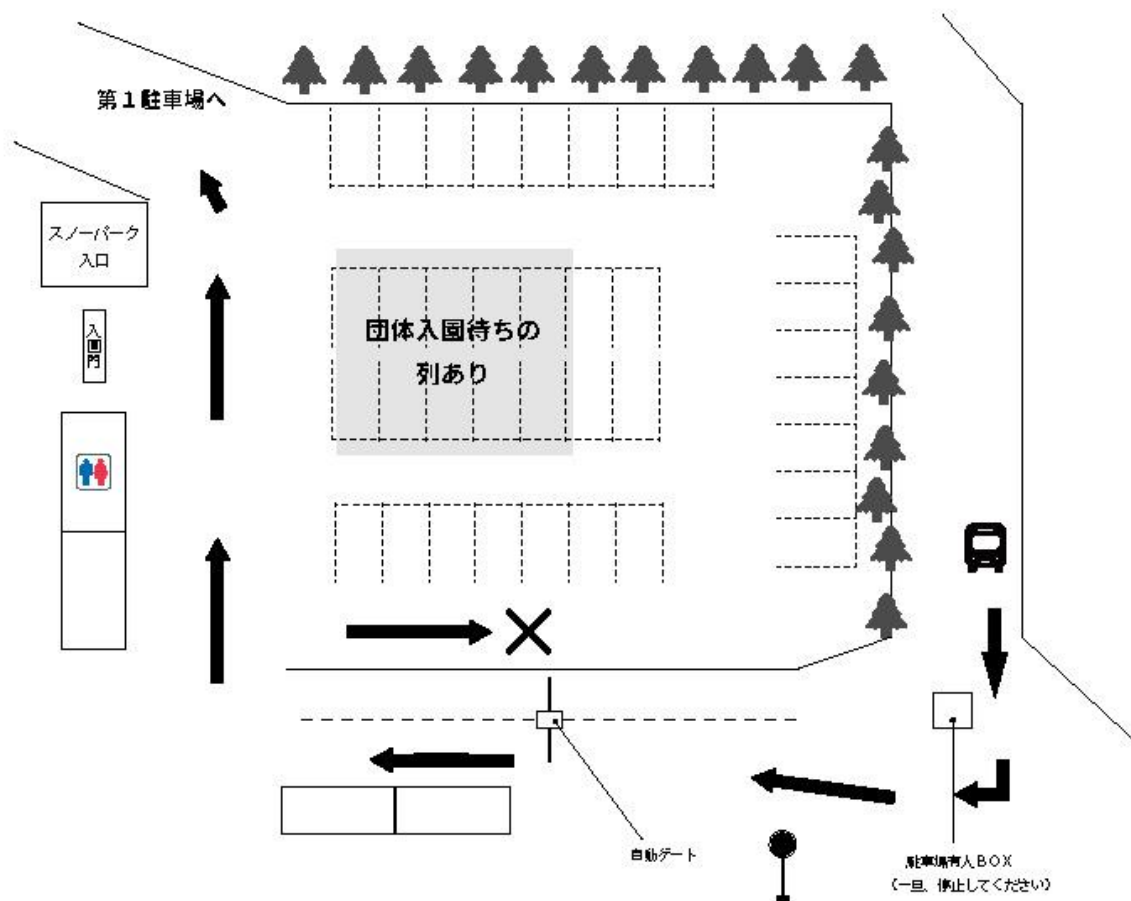 第１駐車場へ
スノーパーク
入口
入園門
団体入園待ちの
列あり
自動ゲート
駐車場有人ＢＯＸ
（一旦、停止してください）